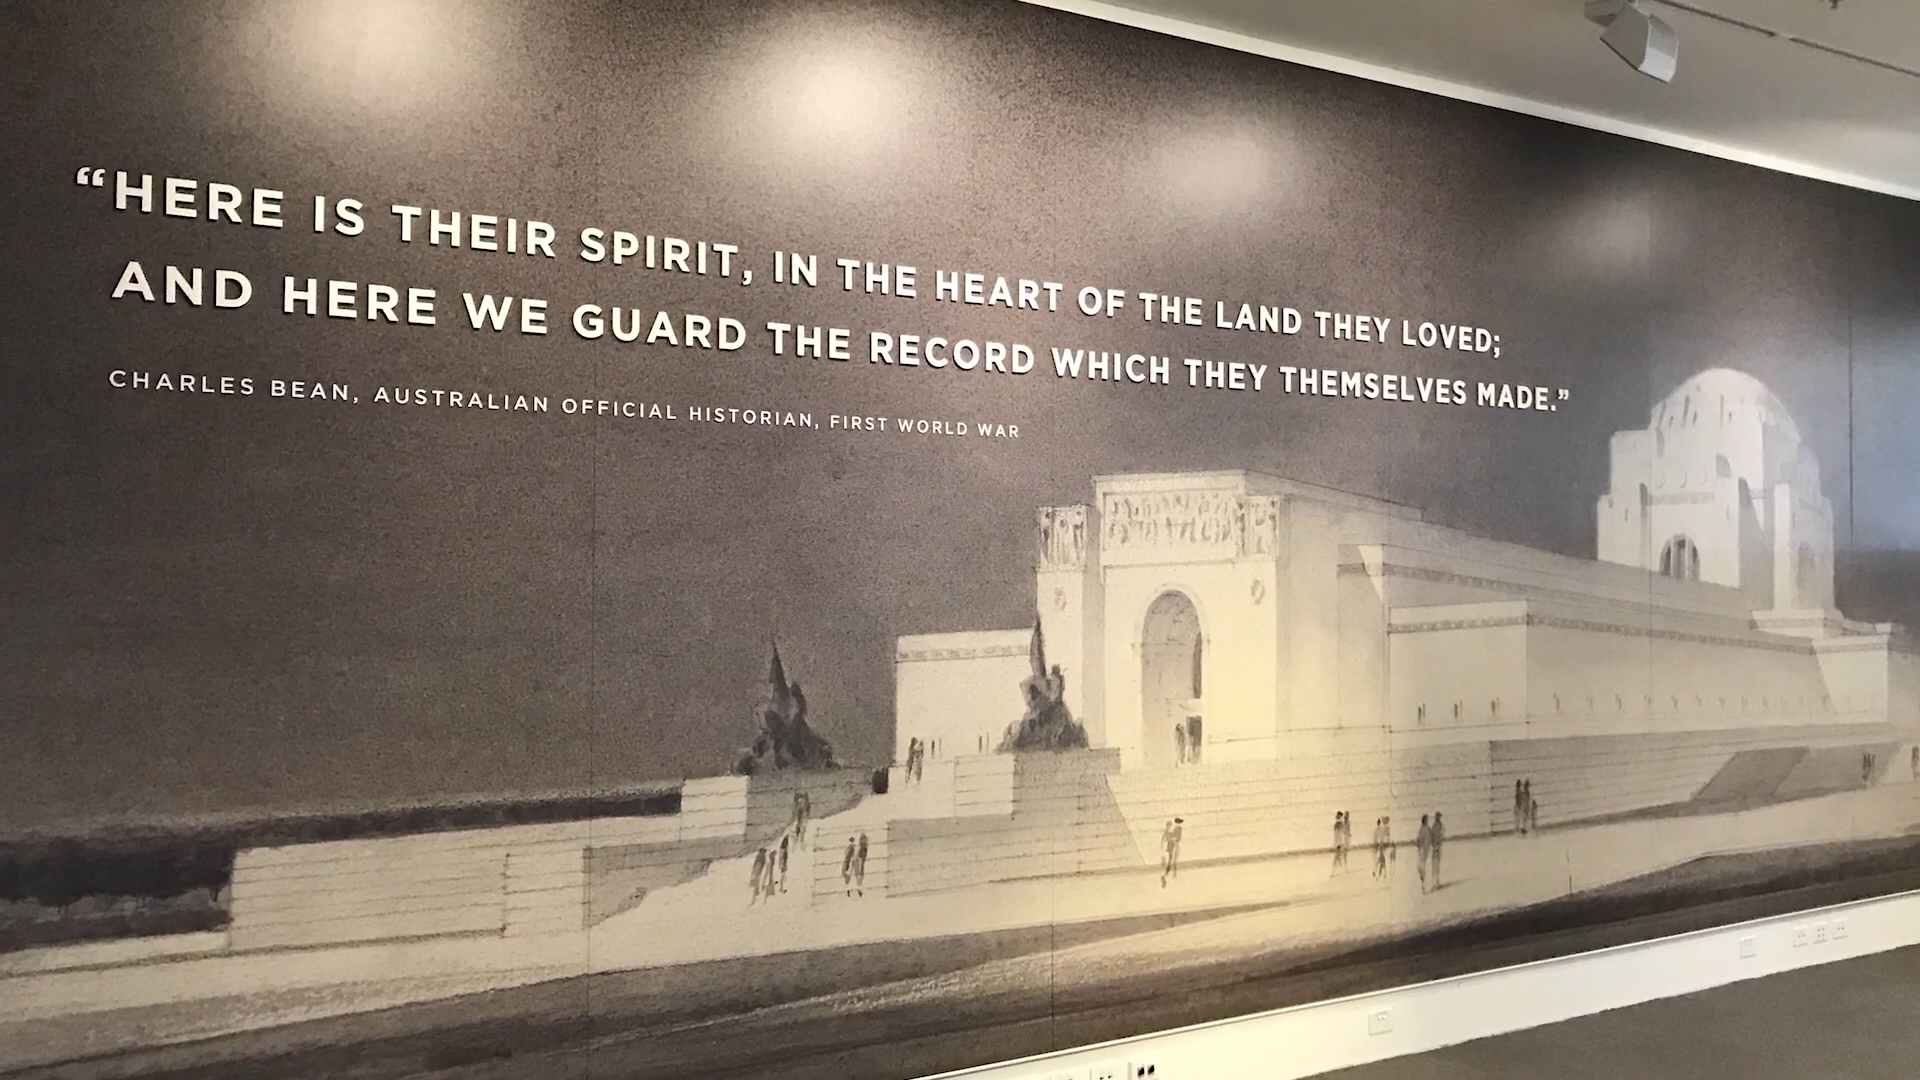 “HERE IS THEIR SPIRIT, IN THE HEART OF THE LAND THEY LOVED;
AND HERE WE GUARD THE RECORD WHICH THEY THEMSELVES MADE.”
CHARLES BEAN, AUSTRALIAN OFFICIAL HISTORIAN, FIRST WORLD WAR